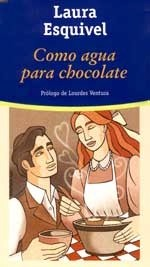 Laura
Esquivel
Como agua
para chocolate
Prólogo de Lourdes Ventura